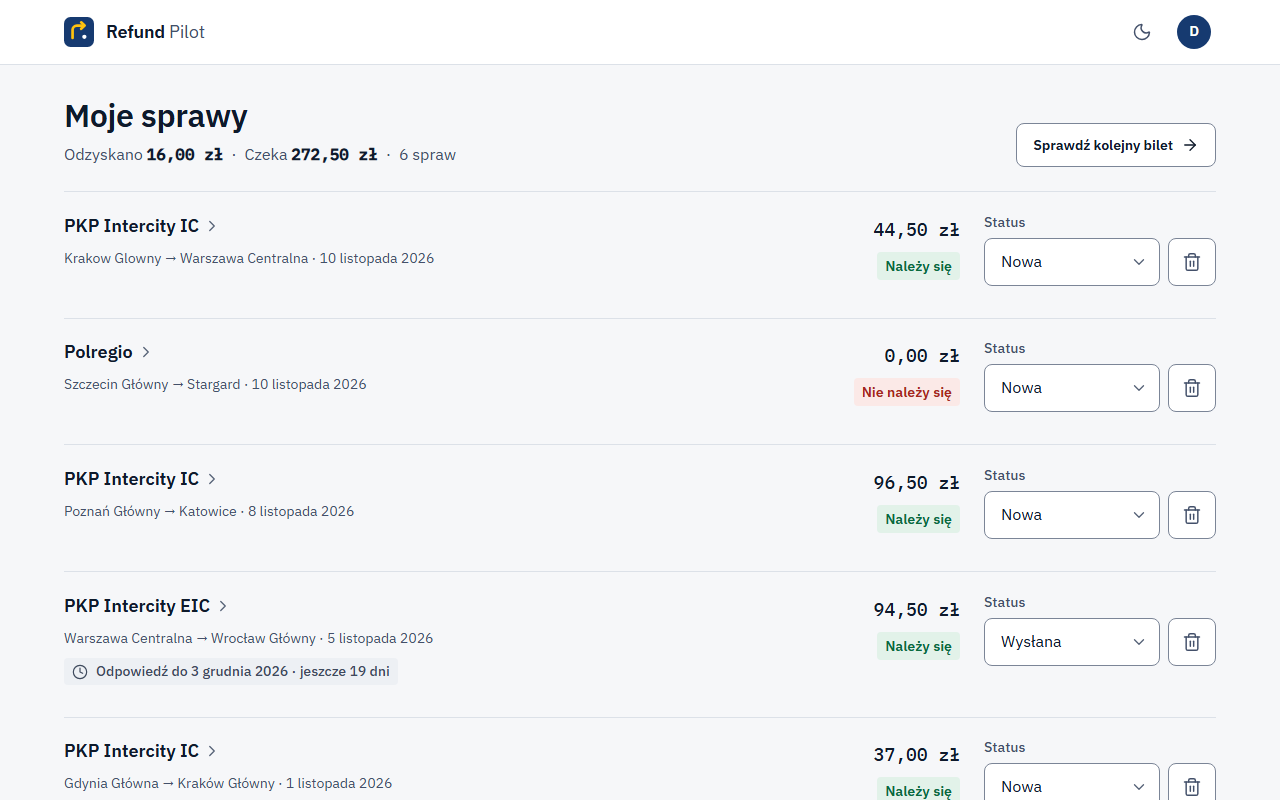 Refund Pilot
D
Moje sprawy
Odzyskano 16,00 zł · Czeka 272,50 zł · 6 spraw
Sprawdź kolejny bilet →
PKP Intercity IC
Krakow Glowny → Warszawa Centralna · 10 listopada 2026
44,50 zł
Należy się
Status
Nowa
Polregio
Szczecin Główny → Stargard · 10 listopada 2026
0,00 zł
Nie należy się
Status
Nowa
PKP Intercity IC
Poznań Główny → Katowice · 8 listopada 2026
96,50 zł
Należy się
Status
Nowa
PKP Intercity EIC
Warszawa Centralna → Wrocław Główny · 5 listopada 2026
Odpowiedź do 3 grudnia 2026 · jeszcze 19 dni
94,50 zł
Należy się
Status
Wysłana
PKP Intercity IC
Gdynia Główna → Kraków Główny · 1 listopada 2026
37,00 zł
Należy się
Status
Nowa